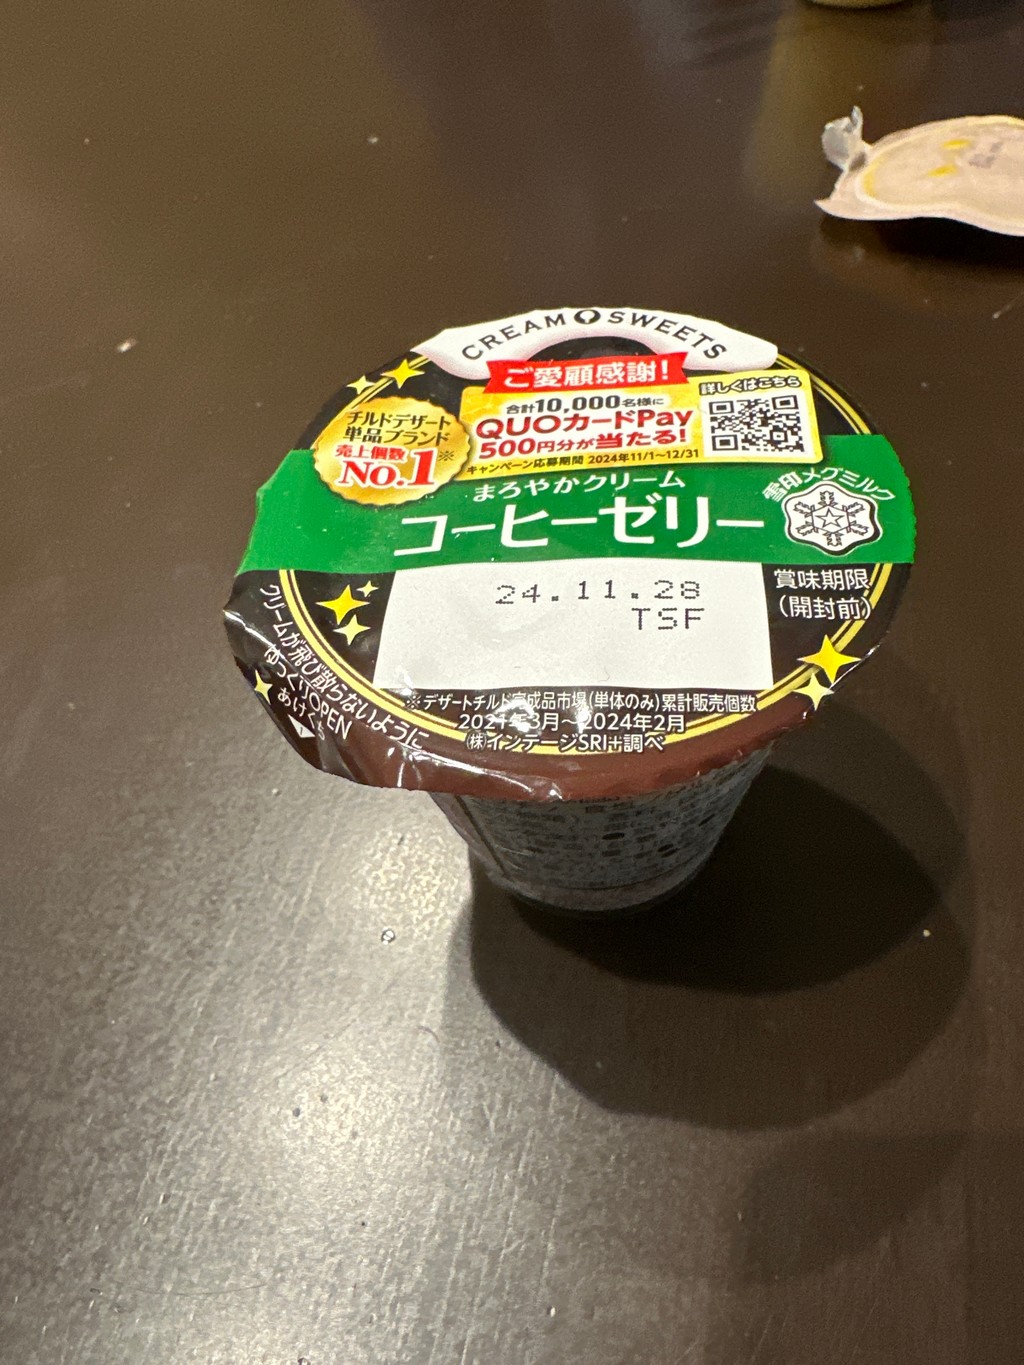 CREAM SWEETS
ご愛顧感謝!
詳しくはこちら
合計10,000名様に
QUOカードPay
500円分が当たる!
キャンペーン応募期間 2024年11/1〜12/31
チルドデザート
単品ブランド
売上個数※
No.1
まろやかクリーム
コーヒーゼリー
雪印メグミルク
24.11.28
TSF
賞味期限
(開封前)
クリームが飛び散らないように
ゆっくりOPEN
あけくち
※デザートチルド完成品市場(単体のみ)累計販売個数
2021年3月〜2024年2月
㈱インテージSRI+調べ